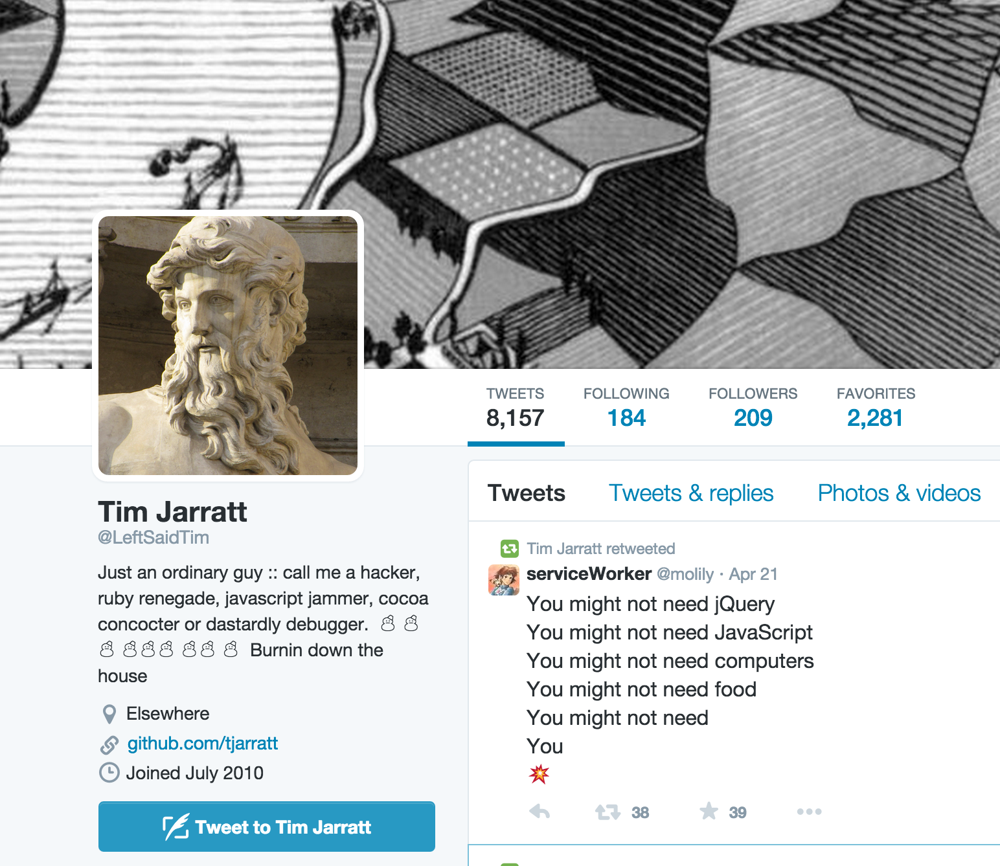 TWEETS
8,157
FOLLOWING
184
FOLLOWERS
209
FAVORITES
2,281
Tim Jarratt
@LeftSaidTim
Just an ordinary guy :: call me a hacker,
ruby renegade, javascript jammer, cocoa
concocter or dastardly debugger. ⛄ ⛄
⛄ ⛄⛄⛄ ⛄⛄ ⛄ Burnin down the
house
Elsewhere
github.com/tjarratt
Joined July 2010
Tweet to Tim Jarratt
Tweets
Tweets & replies
Photos & videos
Tim Jarratt retweeted
serviceWorker @molily · Apr 21
You might not need jQuery
You might not need JavaScript
You might not need computers
You might not need food
You might not need
You
💥
38
39